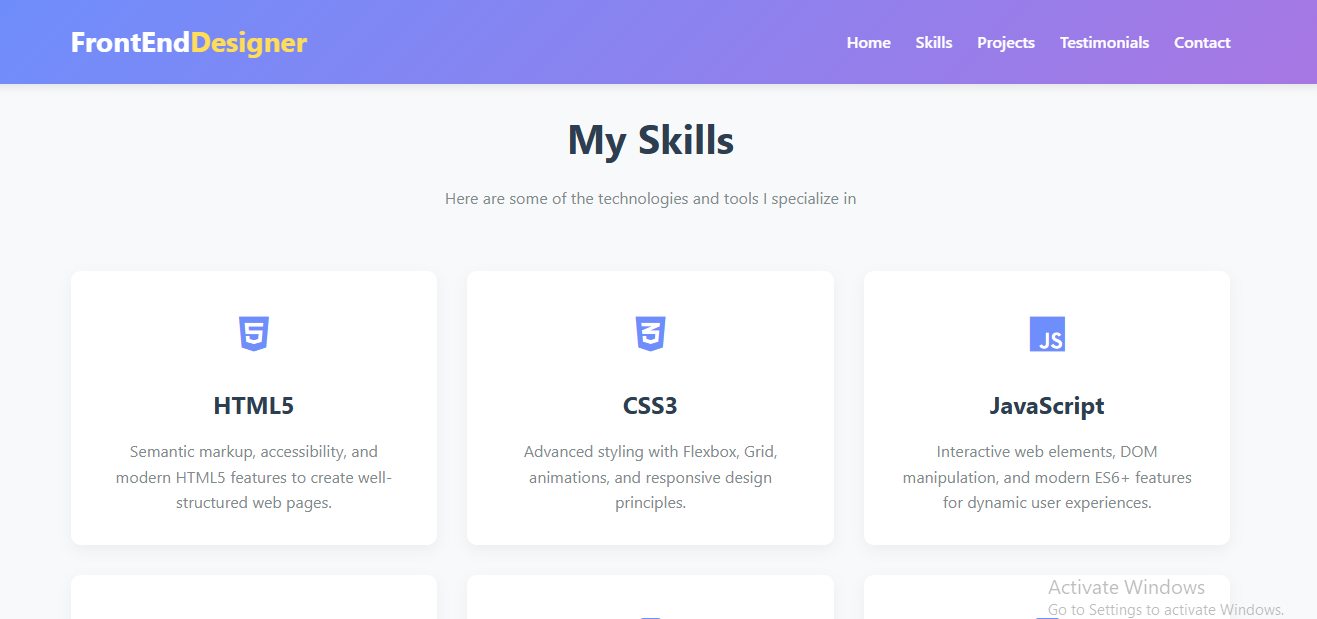 FrontEndDesigner
Home Skills Projects Testimonials Contact
My Skills
Here are some of the technologies and tools I specialize in
5
3
JS
HTML5
CSS3
JavaScript
Semantic markup, accessibility, and
modern HTML5 features to create well-
structured web pages.
Advanced styling with Flexbox, Grid,
animations, and responsive design
principles.
Interactive web elements, DOM
manipulation, and modern ES6+ features
for dynamic user experiences.
Activate Windows
Go to Settings to activate Windows.